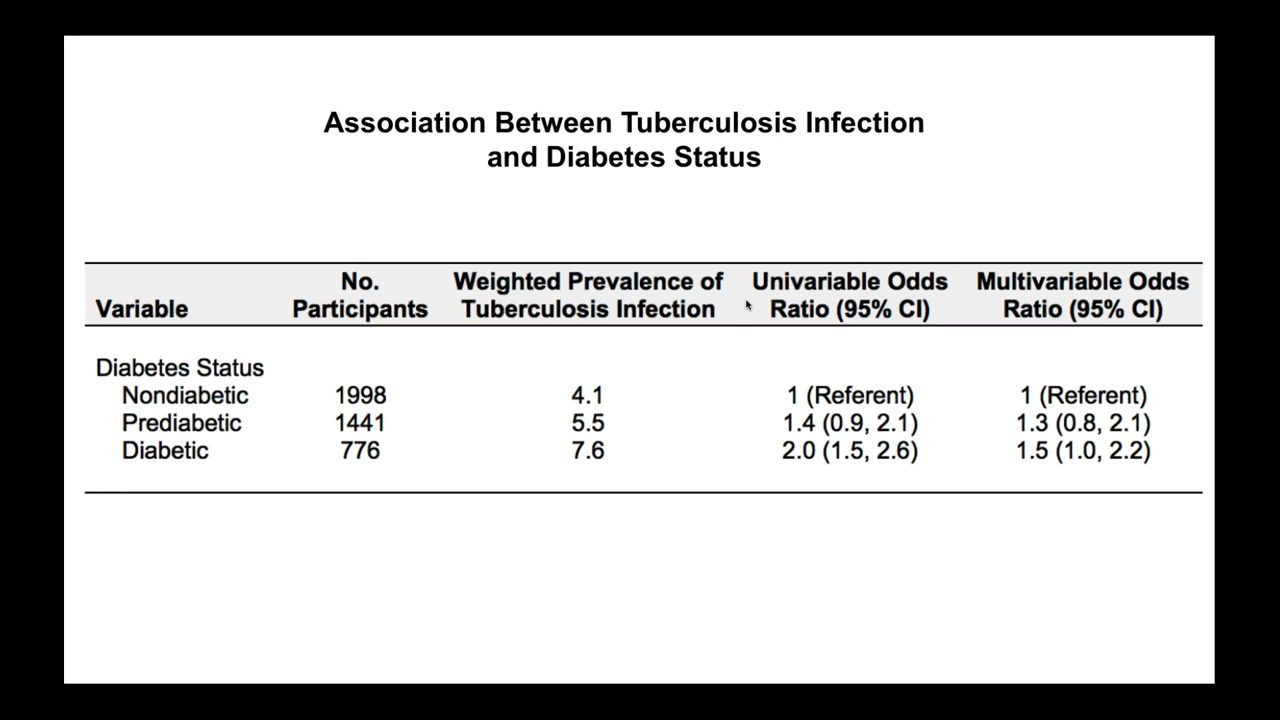 Association Between Tuberculosis Infection
and Diabetes Status
Variable No. Participants Weighted Prevalence of Tuberculosis Infection Univariable Odds Ratio (95% CI) Multivariable Odds Ratio (95% CI)
Diabetes Status
Nondiabetic 1998 4.1 1 (Referent) 1 (Referent)
Prediabetic 1441 5.5 1.4 (0.9, 2.1) 1.3 (0.8, 2.1)
Diabetic 776 7.6 2.0 (1.5, 2.6) 1.5 (1.0, 2.2)